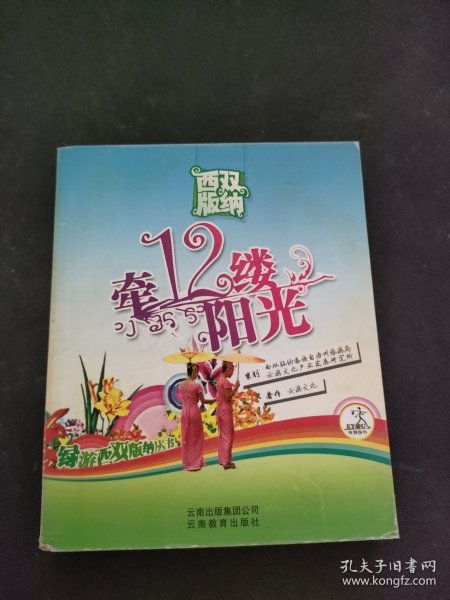 西双
版纳
牵12缕
阳光
策划 西双版纳傣族自治州旅游局
云游文化产业发展研究所
著作 云游文化
绿游西双版纳丛书
云南出版集团公司
云南教育出版社
孔夫子旧书网
www.kongfz.com